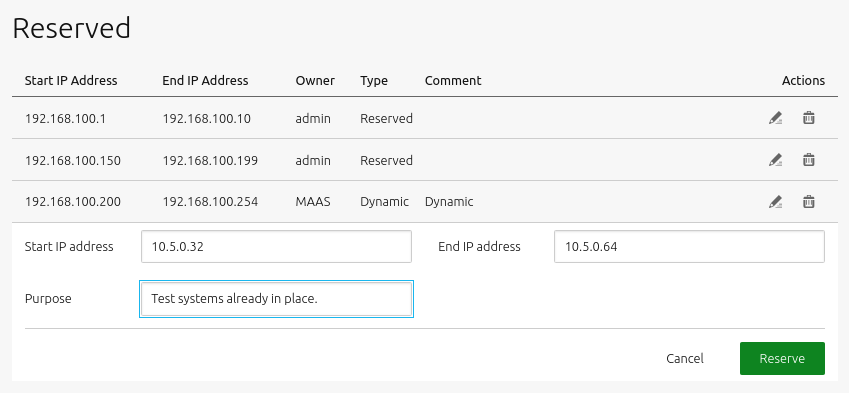 Reserved
Start IP Address End IP Address Owner Type Comment Actions
192.168.100.1 192.168.100.10 admin Reserved
192.168.100.150 192.168.100.199 admin Reserved
192.168.100.200 192.168.100.254 MAAS Dynamic Dynamic
Start IP address 10.5.0.32 End IP address 10.5.0.64
Purpose Test systems already in place.
Cancel Reserve